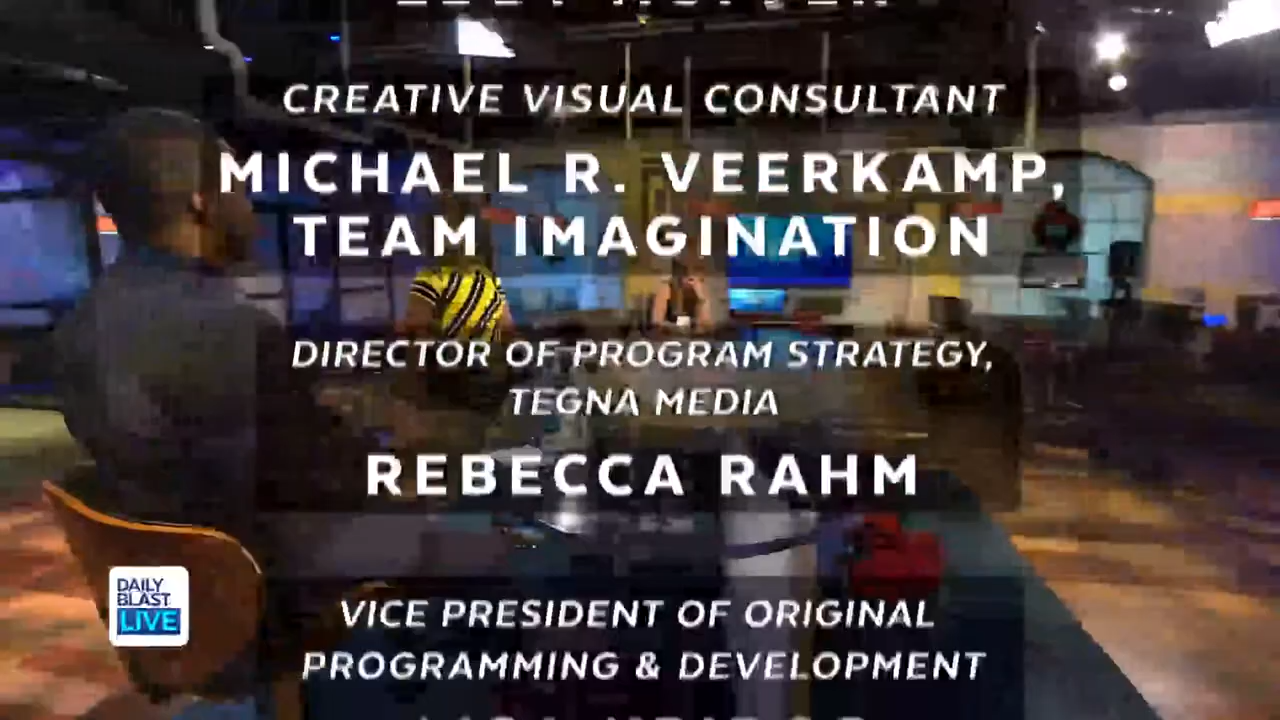 CREATIVE VISUAL CONSULTANT
MICHAEL R. VEERKAMP,
TEAM IMAGINATION
DIRECTOR OF PROGRAM STRATEGY,
TEGNA MEDIA
REBECCA RAHM
DAILY
BLAST
LIVE
VICE PRESIDENT OF ORIGINAL
PROGRAMMING & DEVELOPMENT